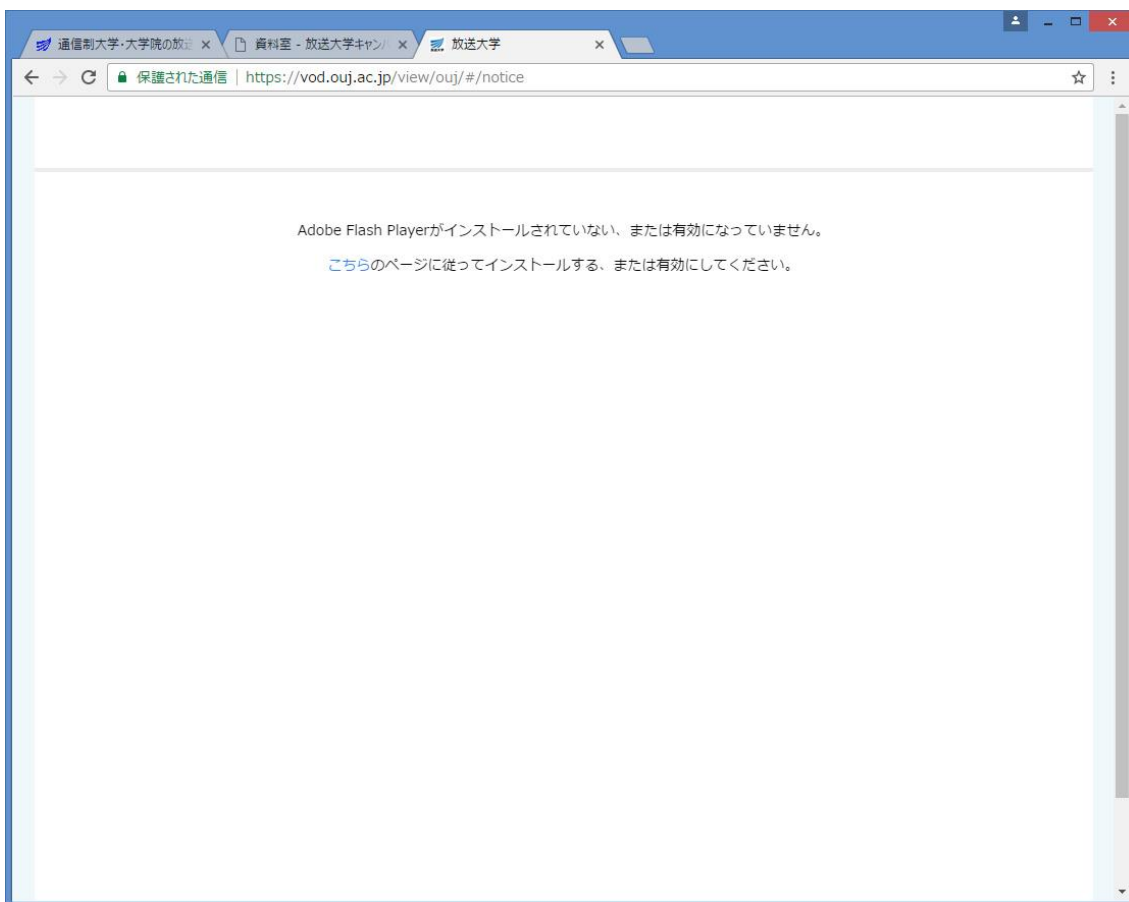 通信制大学・大学院の放送
資料室 - 放送大学キャンパ
放送大学
保護された通信 | https://vod.ouj.ac.jp/view/ouj/#/notice
Adobe Flash Playerがインストールされていない、または有効になっていません。
こちらのページに従ってインストールする、または有効にしてください。